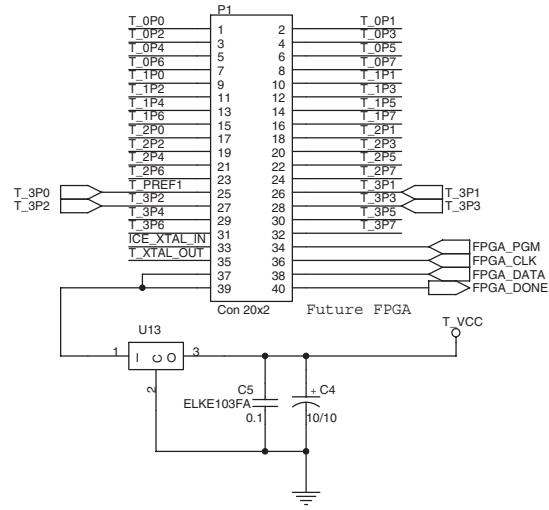 P1
T_0P0 1 2 T_0P1
T_0P2 3 4 T_0P3
T_0P4 5 6 T_0P5
T_0P6 7 8 T_0P7
T_1P0 9 10 T_1P1
T_1P2 11 12 T_1P3
T_1P4 13 14 T_1P5
T_1P6 15 16 T_1P7
T_2P0 17 18 T_2P1
T_2P2 19 20 T_2P3
T_2P4 21 22 T_2P5
T_2P6 23 24 T_2P7
T_3P0 T_PREF1 25 26 T_3P1 T_3P1
T_3P2 T_3P2 27 28 T_3P3 T_3P3
T_3P4 29 30 T_3P5
T_3P6 31 32 T_3P7
ICE_XTAL_IN 33 34 FPGA_PGM
T_XTAL_OUT 35 36 FPGA_CLK
37 38 FPGA_DATA
39 40 FPGA_DONE
Con 20x2 Future FPGA
U13 T_VCC
1 I C O 3
2
C5 + C4
ELKE103FA
0.1 10/10